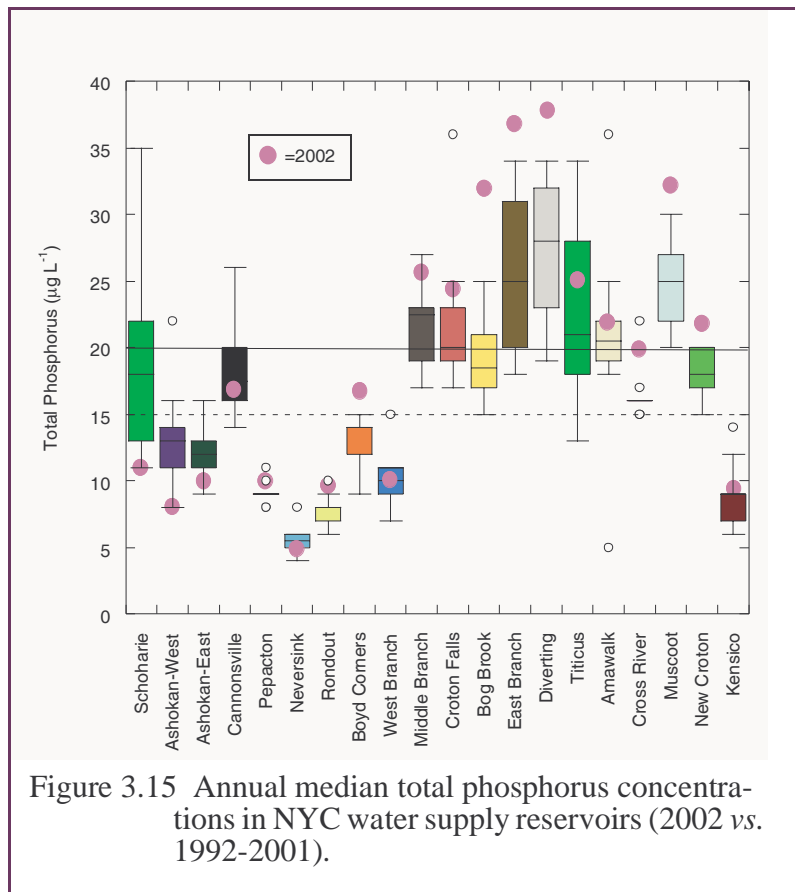 40
35
30
25
20
15
10
5
0
Total Phosphorus (µg L⁻¹)
=2002
Schoharie
Ashokan-West
Ashokan-East
Cannonsville
Pepacton
Neversink
Rondout
Boyd Corners
West Branch
Middle Branch
Croton Falls
Bog Brook
East Branch
Diverting
Titicus
Amawalk
Cross River
Muscoot
New Croton
Kensico
Figure 3.15 Annual median total phosphorus concentra-
tions in NYC water supply reservoirs (2002 vs.
1992-2001).